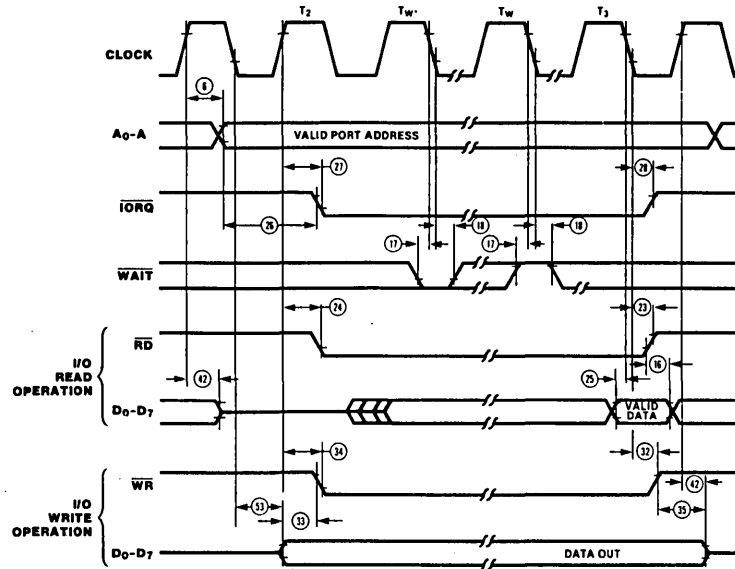 T2 TW* TW T3
CLOCK
6
A0-A VALID PORT ADDRESS
27 28
IORQ
26
17 18 17 18
WAIT
24 23
RD
I/O
READ
OPERATION
42 25 16
D0-D7 VALID
DATA
34 32
WR
I/O
WRITE
OPERATION
53 33 42
35
D0-D7 DATA OUT